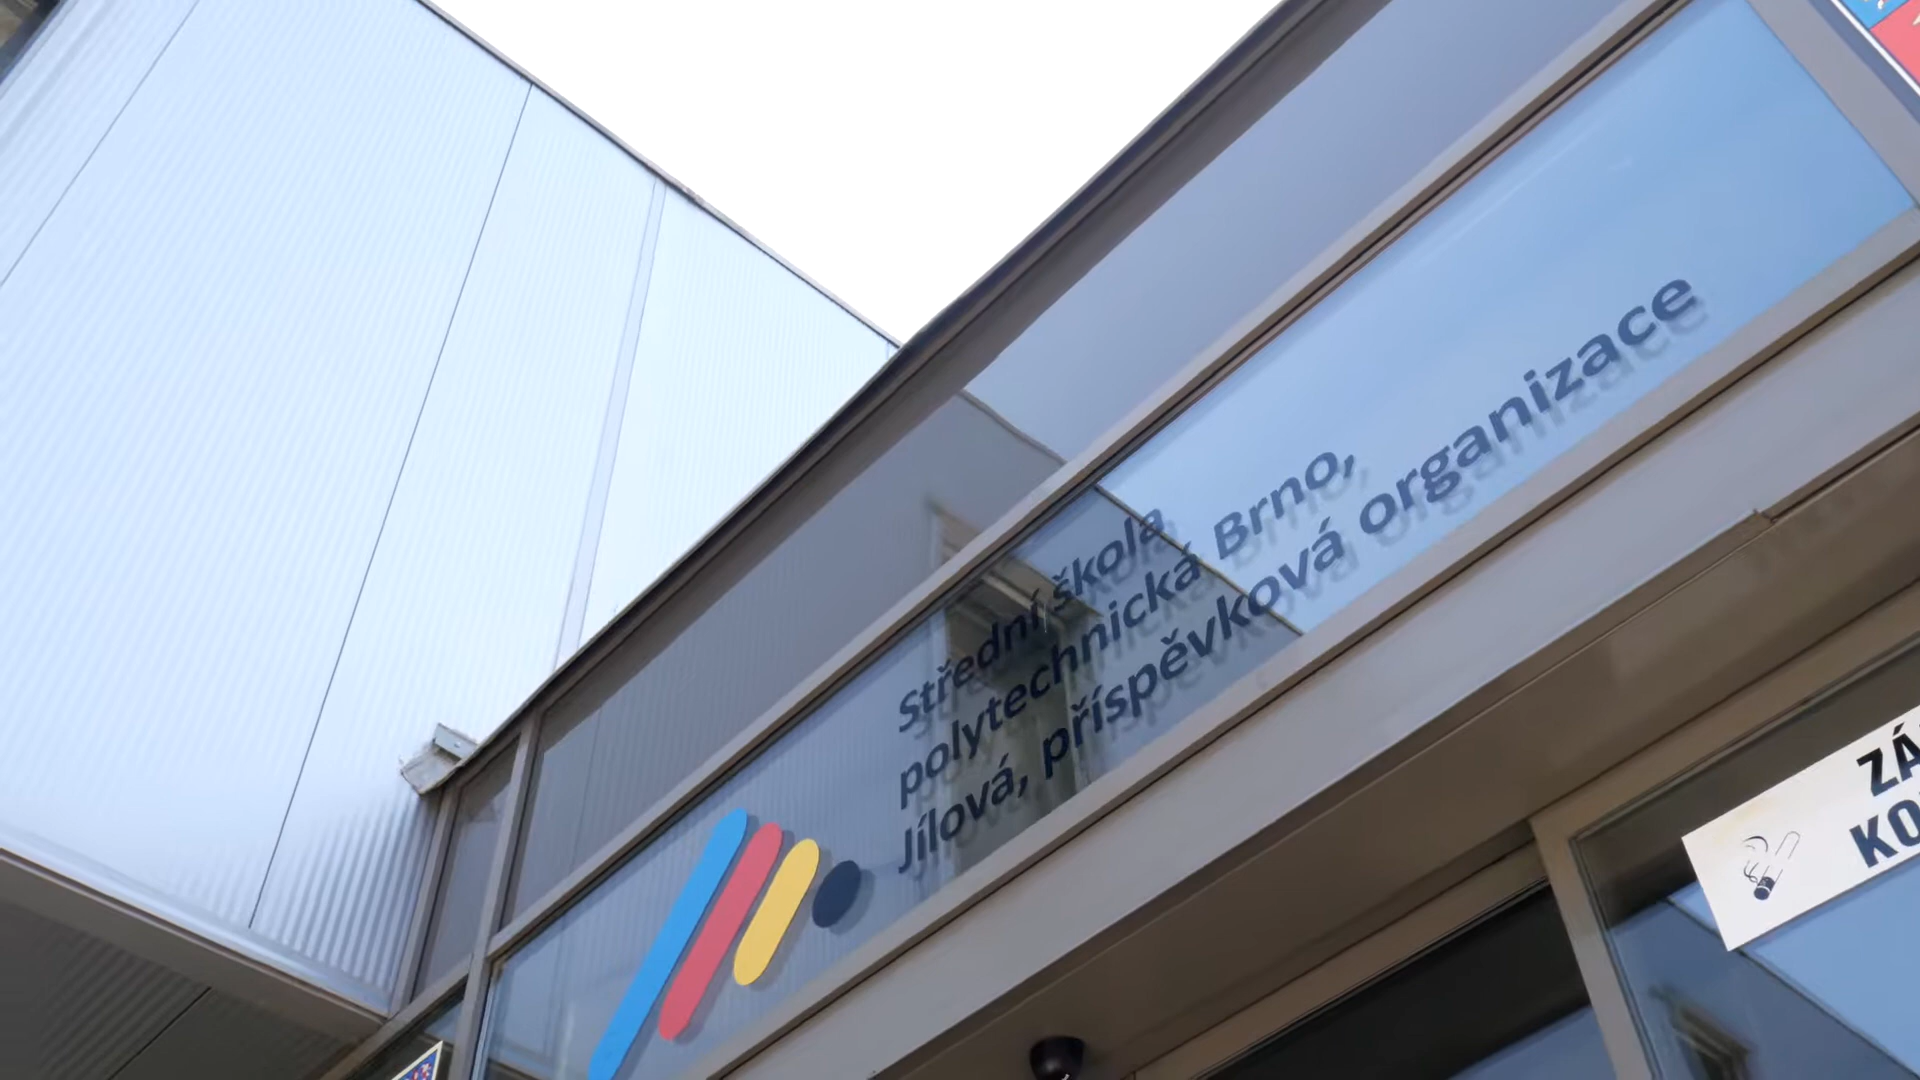 Střední škola
polytechnická Brno,
Jílová, příspěvková organizace